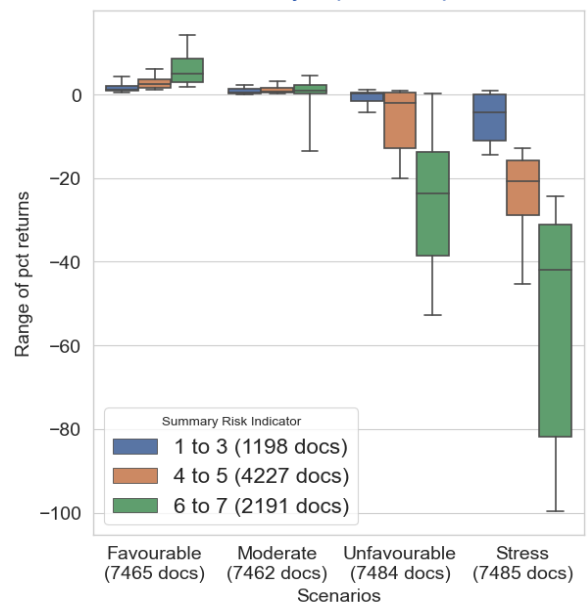 0
−20
−40
−60
−80
−100
Range of pct returns
Summary Risk Indicator
1 to 3 (1198 docs)
4 to 5 (4227 docs)
6 to 7 (2191 docs)
Favourable
(7465 docs)
Moderate
(7462 docs)
Unfavourable
(7484 docs)
Stress
(7485 docs)
Scenarios